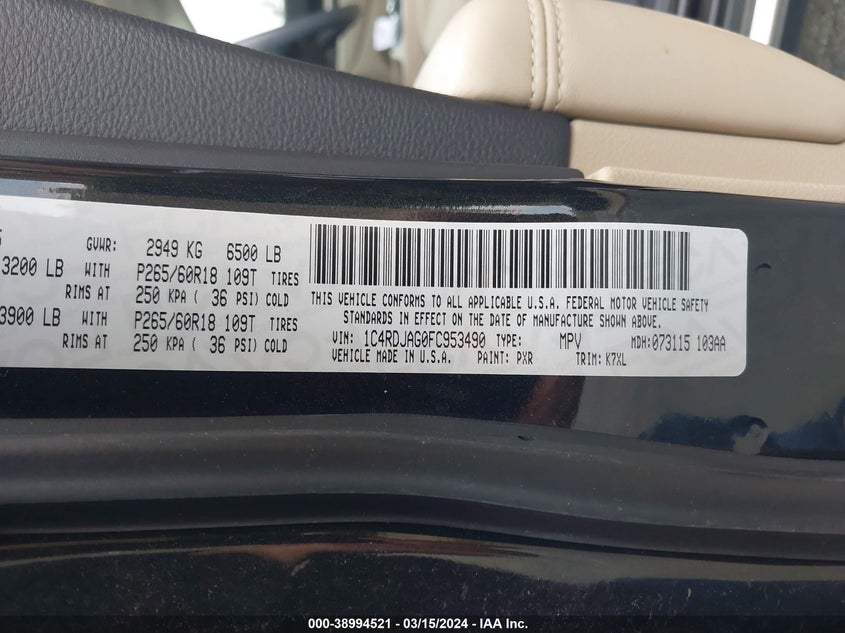 GVWR: 2949 KG 6500 LB
3200 LB WITH P265/60R18 109T TIRES
RIMS AT 250 KPA ( 36 PSI) COLD
3900 LB WITH P265/60R18 109T TIRES
RIMS AT 250 KPA ( 36 PSI) COLD
THIS VEHICLE CONFORMS TO ALL APPLICABLE U.S.A. FEDERAL MOTOR VEHICLE SAFETY
STANDARDS IN EFFECT ON THE DATE OF MANUFACTURE SHOWN ABOVE.
VIN: 1C4RDJAG0FC953490 TYPE: MPV MDH: 073115 103AA
VEHICLE MADE IN U.S.A. PAINT: PXR TRIM: K7XL
000-38994521 - 03/15/2024 - IAA Inc.